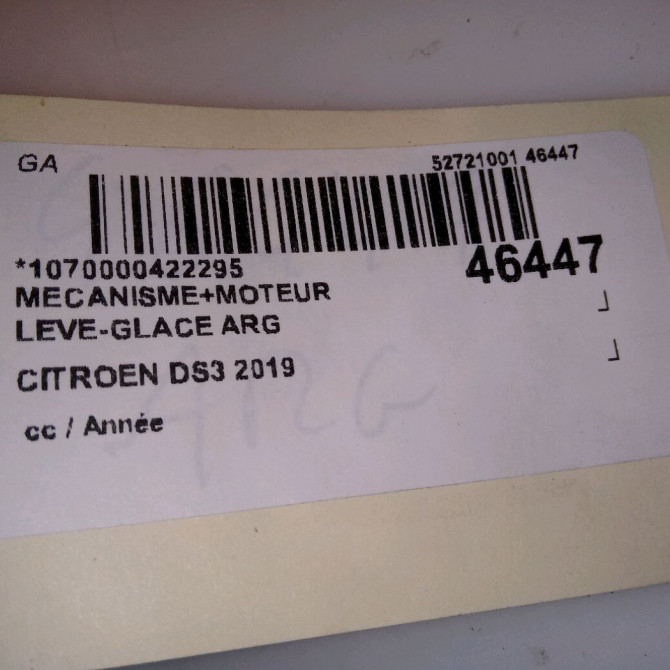 GA
52721001 46447
*1070000422295
46447
MECANISME+MOTEUR
LEVE-GLACE ARG
CITROEN DS3 2019
cc / Année